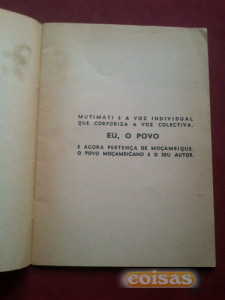 MUTIMATI É A VOZ INDIVIDUAL
QUE CORPORIZA A VOZ COLECTIVA.
EU, O POVO
É AGORA PERTENÇA DE MOÇAMBIQUE.
O POVO MOÇAMBICANO É O SEU AUTOR.
coisas